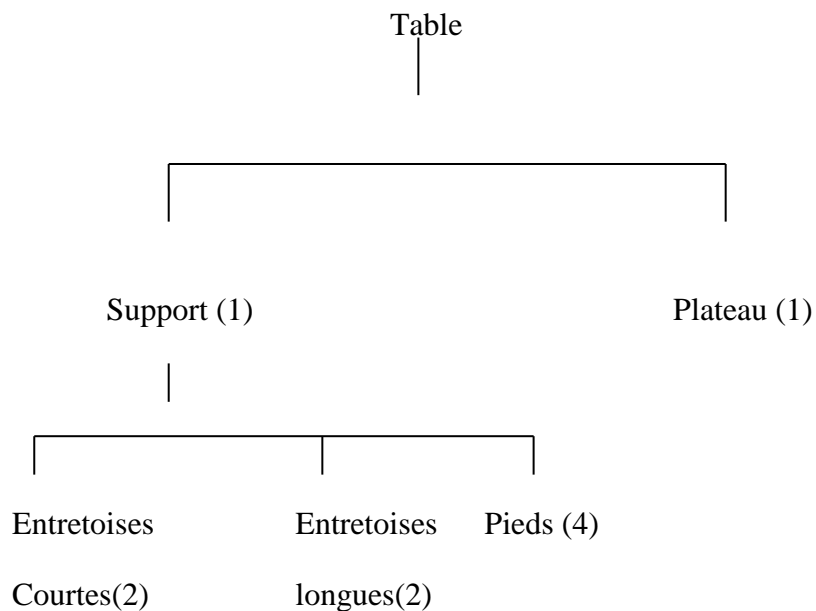 Table
Support (1)
Plateau (1)
Entretoises
Courtes(2)
Entretoises
longues(2)
Pieds (4)